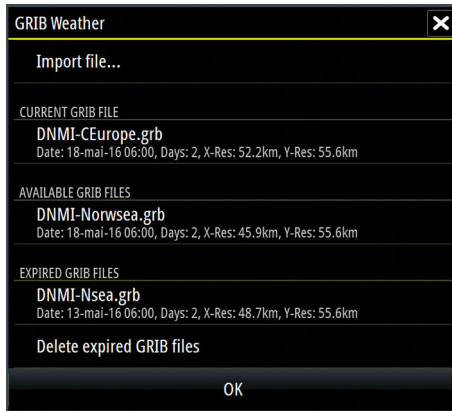 GRIB Weather
Import file...
CURRENT GRIB FILE
DNMI-CEurope.grb
Date: 18-mai-16 06:00, Days: 2, X-Res: 52.2km, Y-Res: 55.6km
AVAILABLE GRIB FILES
DNMI-Norwsea.grb
Date: 18-mai-16 06:00, Days: 2, X-Res: 45.9km, Y-Res: 55.6km
EXPIRED GRIB FILES
DNMI-Nsea.grb
Date: 13-mai-16 06:00, Days: 2, X-Res: 48.7km, Y-Res: 55.6km
Delete expired GRIB files
OK